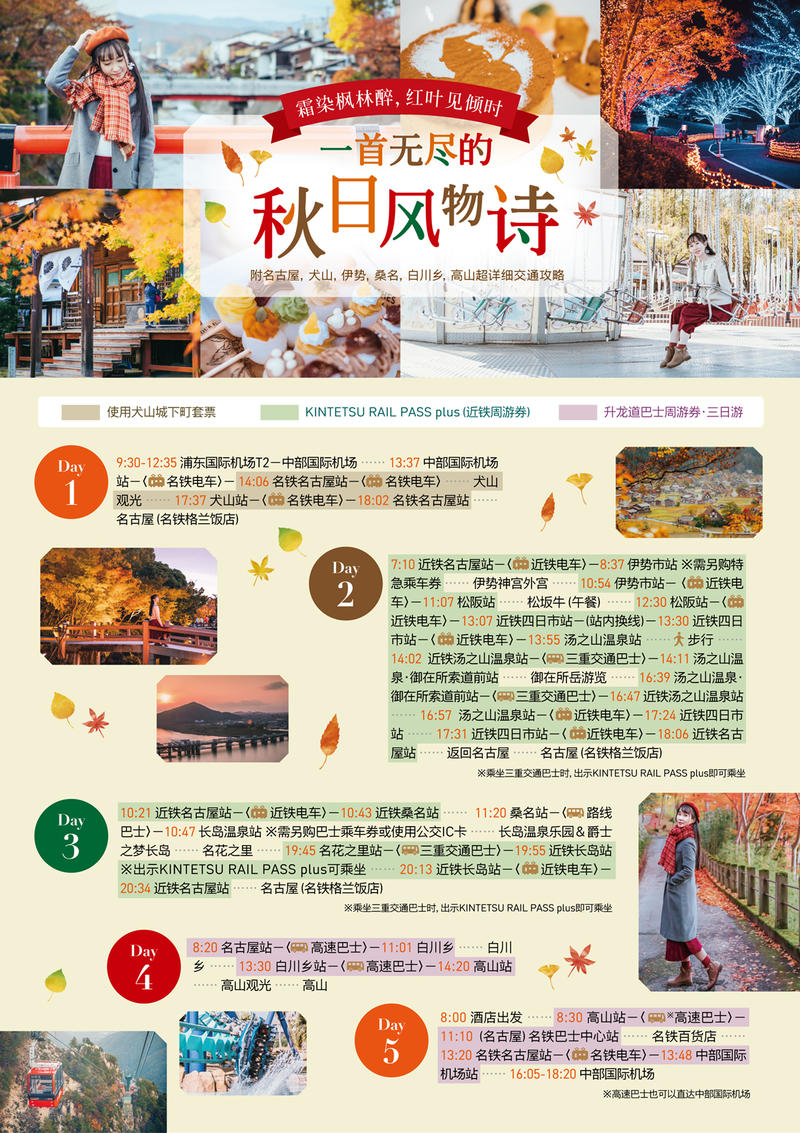 霜染枫林醉, 红叶见倾时
一首无尽的
秋日风物诗
附名古屋, 犬山, 伊势, 桑名, 白川乡, 高山超详细交通攻略
使用犬山城下町套票
KINTETSU RAIL PASS plus (近铁周游券)
升龙道巴士周游券·三日游
Day
1
9:30-12:35 浦东国际机场T2－中部国际机场 ······ 13:37 中部国际机场
站－〈名铁电车〉－ 14:06 名铁名古屋站－〈名铁电车〉 ······ 犬山
观光 ······ 17:37 犬山站－〈名铁电车〉－18:02 名铁名古屋站 ······
名古屋 (名铁格兰饭店)
Day
2
7:10 近铁名古屋站－〈近铁电车〉－8:37 伊势市站 ※需另购特
急乘车券 ······ 伊势神宫外宫 ······ 10:54 伊势市站－〈近铁电
车〉－11:07 松阪站 ······ 松坂牛 (午餐) ······ 12:30 松阪站－〈
近铁电车〉－13:07 近铁四日市站－(站内换线)－13:30 近铁四日
市站－〈近铁电车〉－13:55 汤之山温泉站 ······ 步行 ······
14:02 近铁汤之山温泉站－〈三重交通巴士〉－14:11 汤之山温
泉·御在所索道前站 ······ 御在所岳游览 ······ 16:39 汤之山温泉·
御在所索道前站－〈三重交通巴士〉－16:47 近铁汤之山温泉站
······ 16:57 汤之山温泉站－〈近铁电车〉－17:24 近铁四日市
站 ······ 17:31 近铁四日市站－〈近铁电车〉－18:06 近铁名古
屋站 ······ 返回名古屋 ······ 名古屋 (名铁格兰饭店)
※乘坐三重交通巴士时, 出示KINTETSU RAIL PASS plus即可乘坐
Day
3
10:21 近铁名古屋站－〈近铁电车〉－10:43 近铁桑名站 ······ 11:20 桑名站－〈路线
巴士〉－10:47 长岛温泉站 ※需另购巴士乘车券或使用公交IC卡 ······ 长岛温泉乐园＆爵士
之梦长岛 ······ 名花之里 ······ 19:45 名花之里站－〈三重交通巴士〉－19:55 近铁长岛站
※出示KINTETSU RAIL PASS plus可乘坐 ······ 20:13 近铁长岛站－〈近铁电车〉－
20:34 近铁名古屋站 ······ 名古屋 (名铁格兰饭店)
※乘坐三重交通巴士时, 出示KINTETSU RAIL PASS plus即可乘坐
Day
4
8:20 名古屋站－〈高速巴士〉－11:01 白川乡 ······ 白川
乡 ······ 13:30 白川乡站－〈高速巴士〉－14:20 高山站
······ 高山观光 ······ 高山
Day
5
8:00 酒店出发 ······ 8:30 高山站－〈※高速巴士〉－
11:10 (名古屋) 名铁巴士中心站 ······ 名铁百货店 ······
13:20 名铁名古屋站－〈名铁电车〉－13:48 中部国际
机场站 ······ 16:05-18:20 中部国际机场
※高速巴士也可以直达中部国际机场